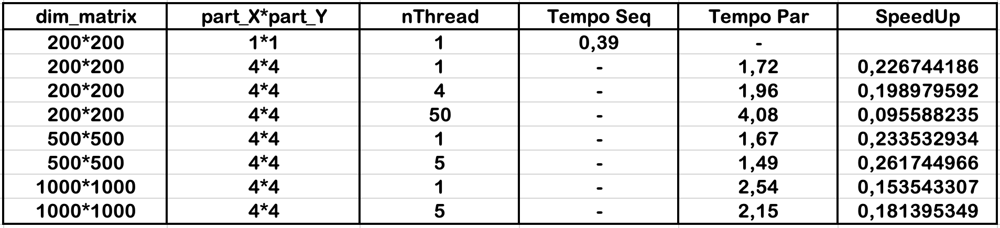 dim_matrix part_X*part_Y nThread Tempo Seq Tempo Par SpeedUp
200*200 1*1 1 0,39 -
200*200 4*4 1 - 1,72 0,226744186
200*200 4*4 4 - 1,96 0,198979592
200*200 4*4 50 - 4,08 0,095588235
500*500 4*4 1 - 1,67 0,233532934
500*500 4*4 5 - 1,49 0,261744966
1000*1000 4*4 1 - 2,54 0,153543307
1000*1000 4*4 5 - 2,15 0,181395349